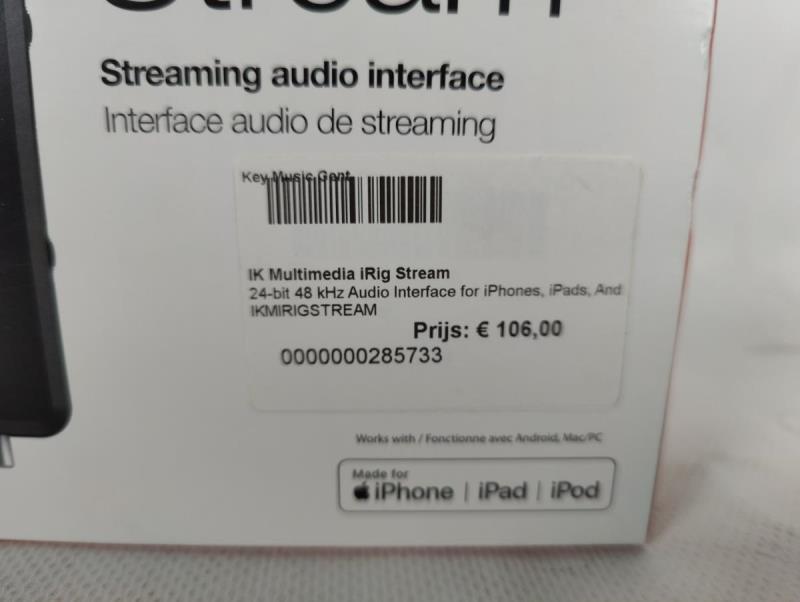 Stream
Streaming audio interface
Interface audio de streaming
Key Music Gent
IK Multimedia iRig Stream
24-bit 48 kHz Audio Interface for iPhones, iPads, And
IKMIRIGSTREAM
Prijs: € 106,00
0000000285733
Works with / Fonctionne avec Android, Mac/PC
Made for
iPhone | iPad | iPod